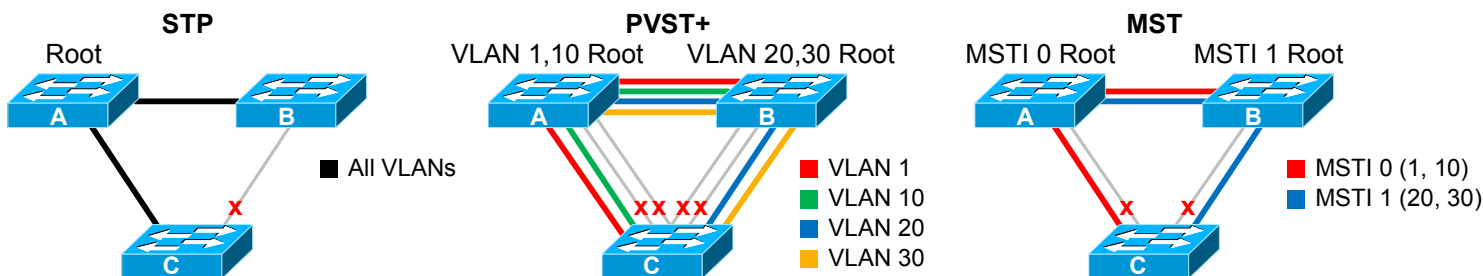 STP
Root
A
B
C
x
All VLANs
PVST+
VLAN 1,10 Root
VLAN 20,30 Root
A
B
C
x x x x
VLAN 1
VLAN 10
VLAN 20
VLAN 30
MST
MSTI 0 Root
MSTI 1 Root
A
B
C
x x
MSTI 0 (1, 10)
MSTI 1 (20, 30)